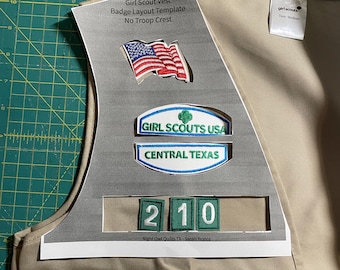 Girl Scout Vest
Badge Layout Template
No Troop Crest
GIRL SCOUTS USA
CENTRAL TEXAS
2 1 0